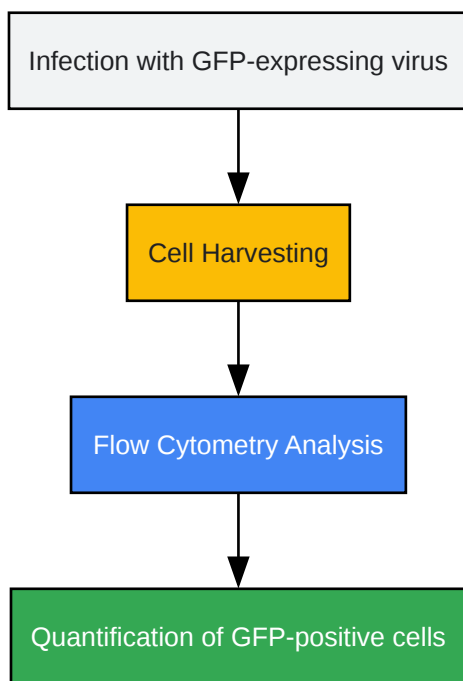 Infection with GFP-expressing virus
Cell Harvesting
Flow Cytometry Analysis
Quantification of GFP-positive cells